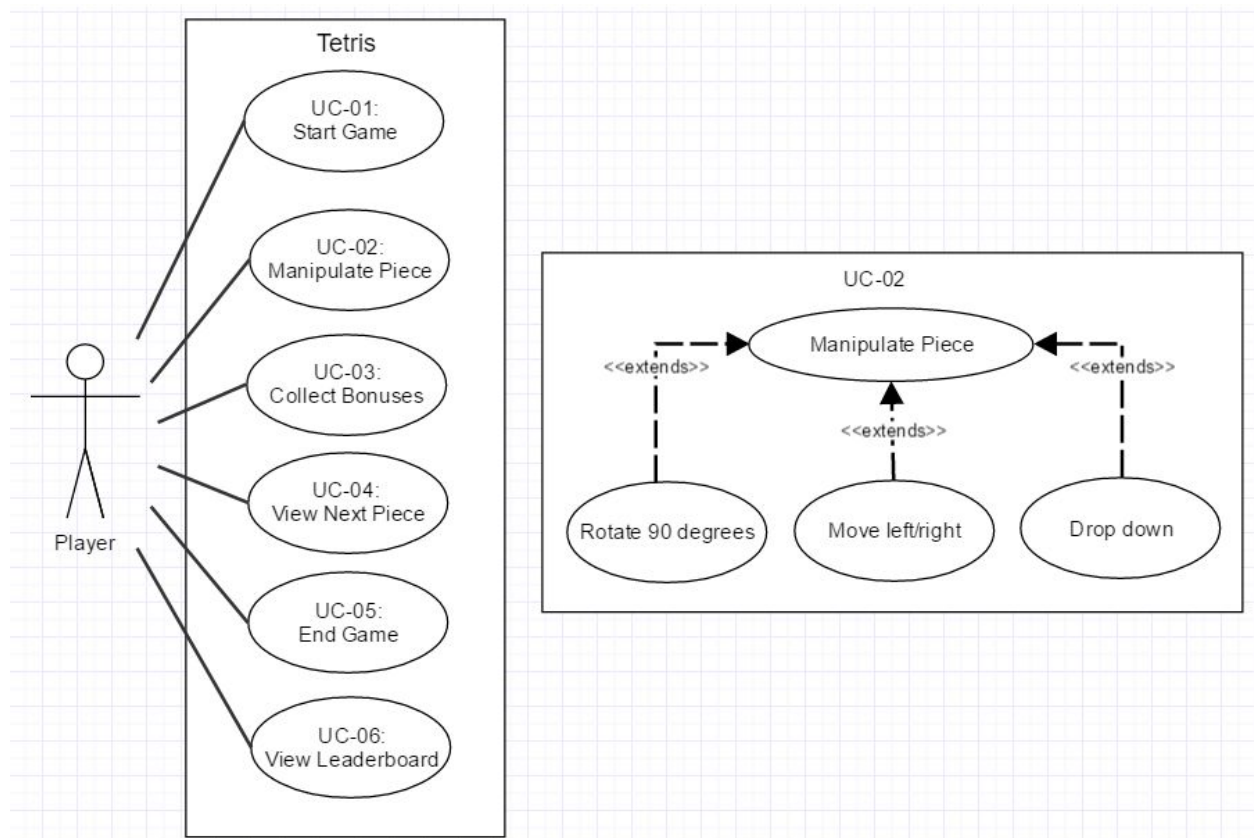 Tetris
UC-01:
Start Game
UC-02:
Manipulate Piece
UC-03:
Collect Bonuses
UC-04:
View Next Piece
UC-05:
End Game
UC-06:
View Leaderboard
Player
UC-02
Manipulate Piece
<<extends>>
<<extends>>
<<extends>>
Rotate 90 degrees
Move left/right
Drop down